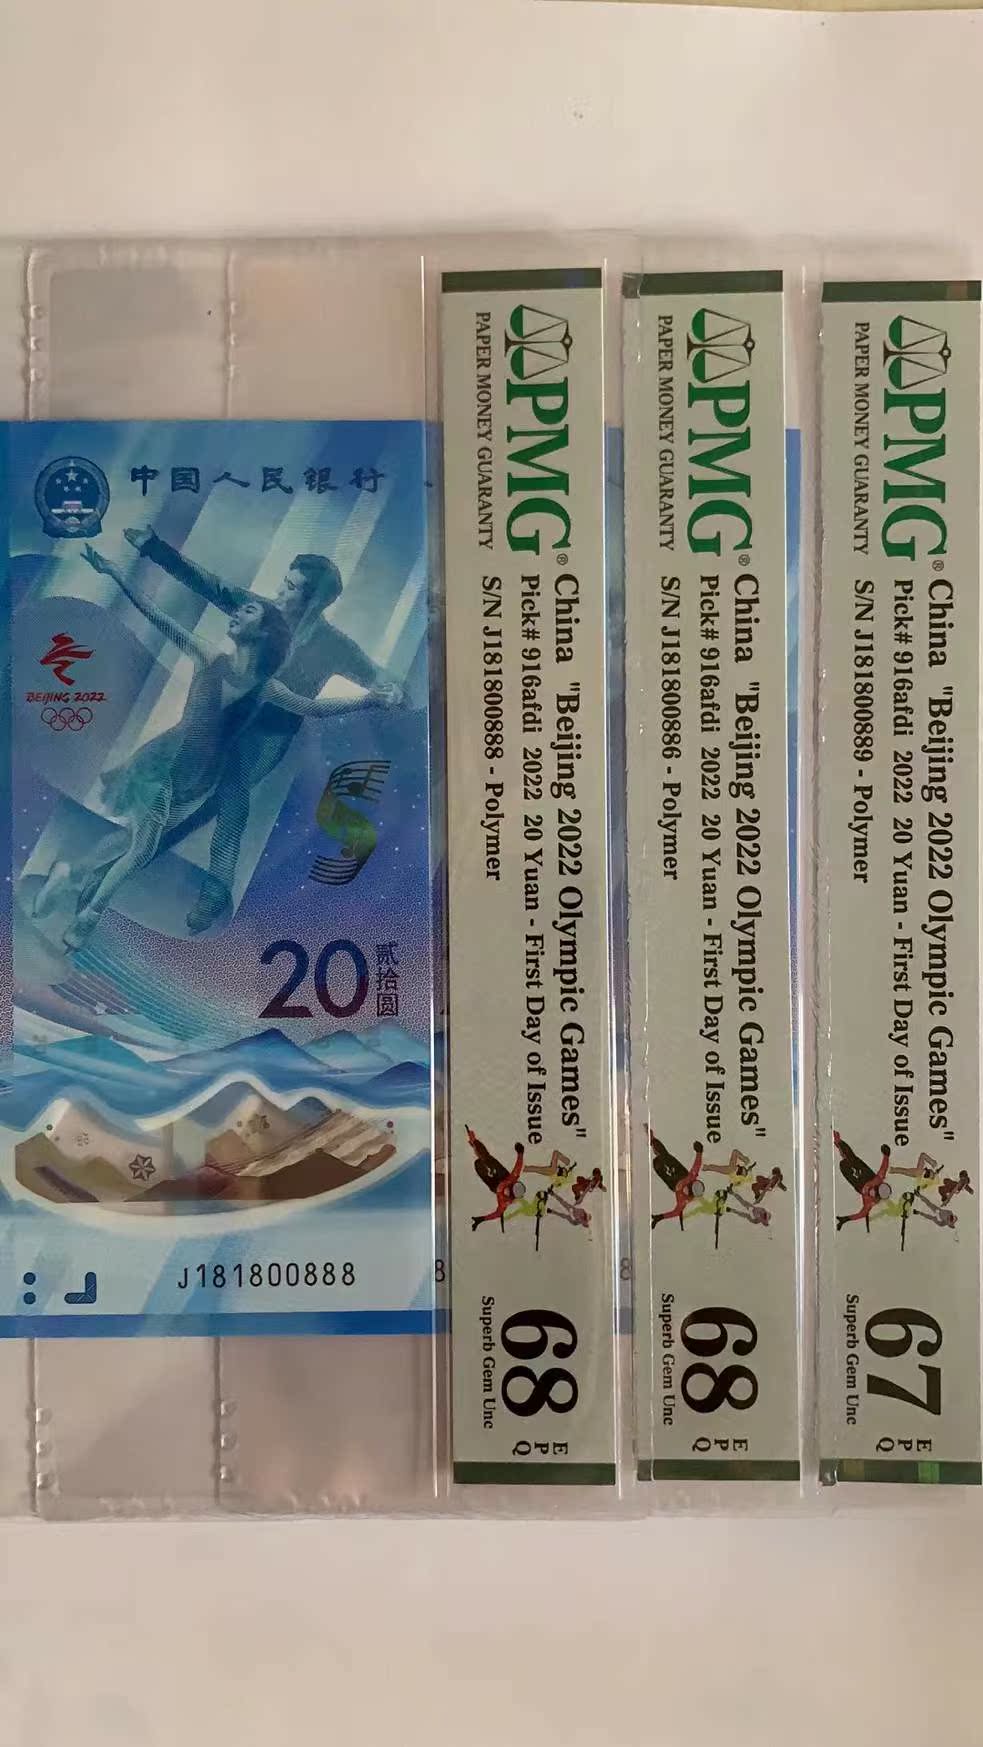 中国人民银行
BEIJING 2022
20
贰拾圆
J181800888
PMG®
PAPER MONEY GUARANTY
China "Beijing 2022 Olympic Games"
Pick# 916afdi 2022 20 Yuan - First Day of Issue
S/N J181800888 - Polymer
68
Superb Gem Unc
E
P
Q
8
PMG®
PAPER MONEY GUARANTY
China "Beijing 2022 Olympic Games"
Pick# 916afdi 2022 20 Yuan - First Day of Issue
S/N J181800886 - Polymer
68
Superb Gem Unc
E
P
Q
8
PMG®
PAPER MONEY GUARANTY
China "Beijing 2022 Olympic Games"
Pick# 916afdi 2022 20 Yuan - First Day of Issue
S/N J181800889 - Polymer
67
Superb Gem Unc
E
P
Q